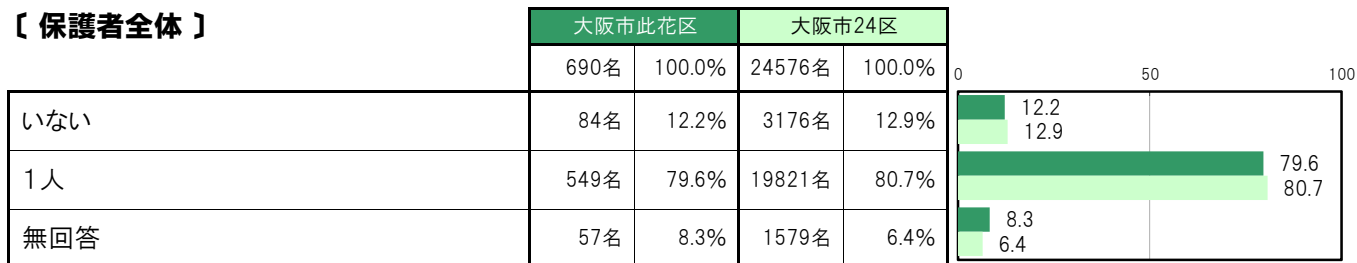 〔 保護者全体 〕
大阪市此花区 大阪市24区
690名 100.0% 24576名 100.0%
0 50 100
いない 84名 12.2% 3176名 12.9%
12.2
12.9
1人 549名 79.6% 19821名 80.7%
79.6
80.7
無回答 57名 8.3% 1579名 6.4%
8.3
6.4